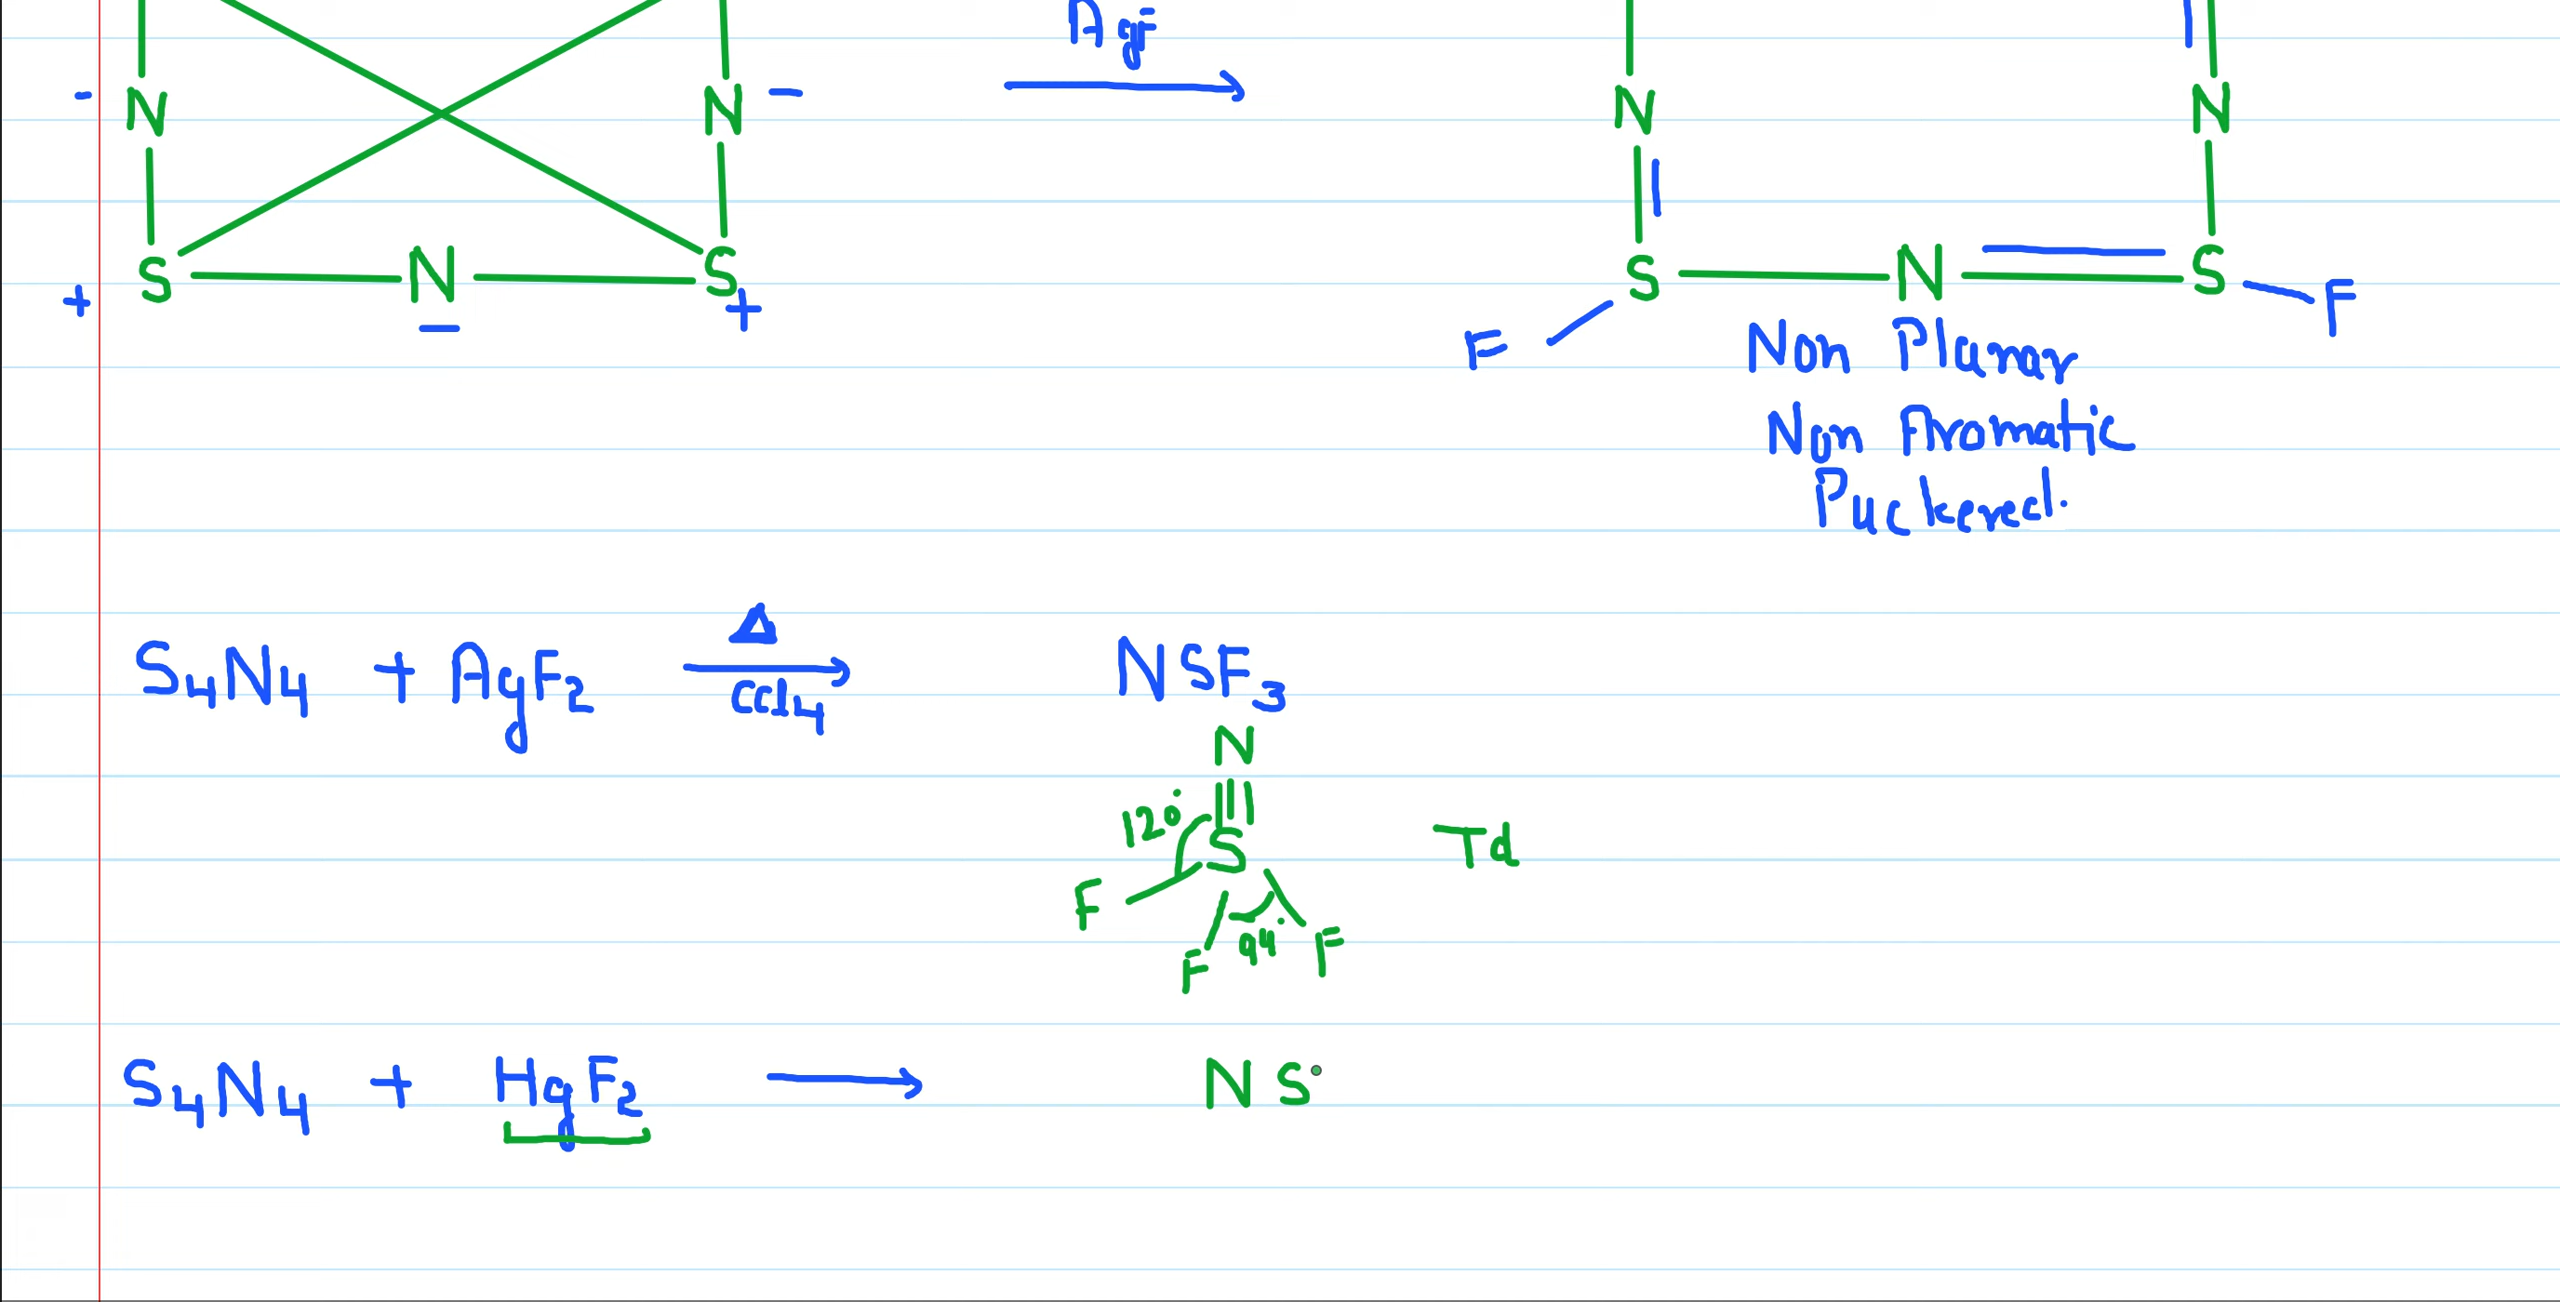 AgF
- N N - N N
S N S S N S
+ — + F F
Non Planar
Non Aromatic
Puckered.
Δ
S4N4 + AgF2 ⟶ NSF3
CCl4
N
120° S Td
F
94° F
F
S4N4 + HgF2 ⟶ NS